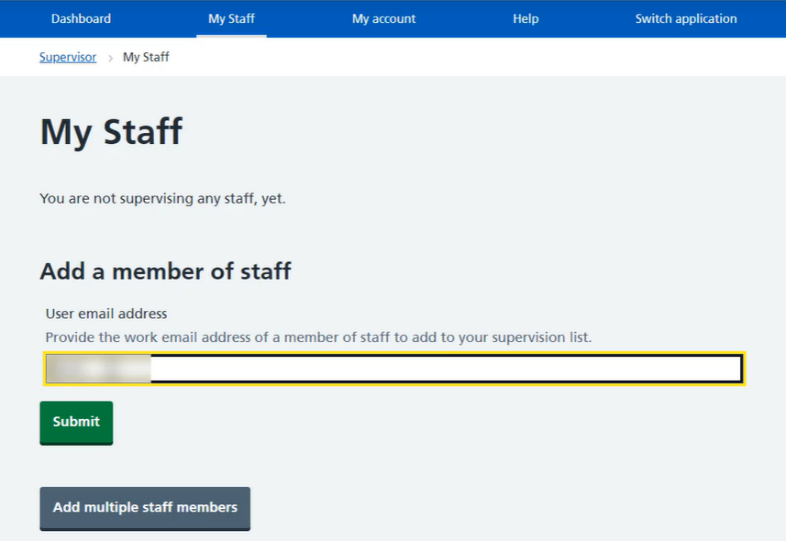 Dashboard My Staff My account Help Switch application
Supervisor > My Staff
My Staff
You are not supervising any staff, yet.
Add a member of staff
User email address
Provide the work email address of a member of staff to add to your supervision list.
Submit
Add multiple staff members